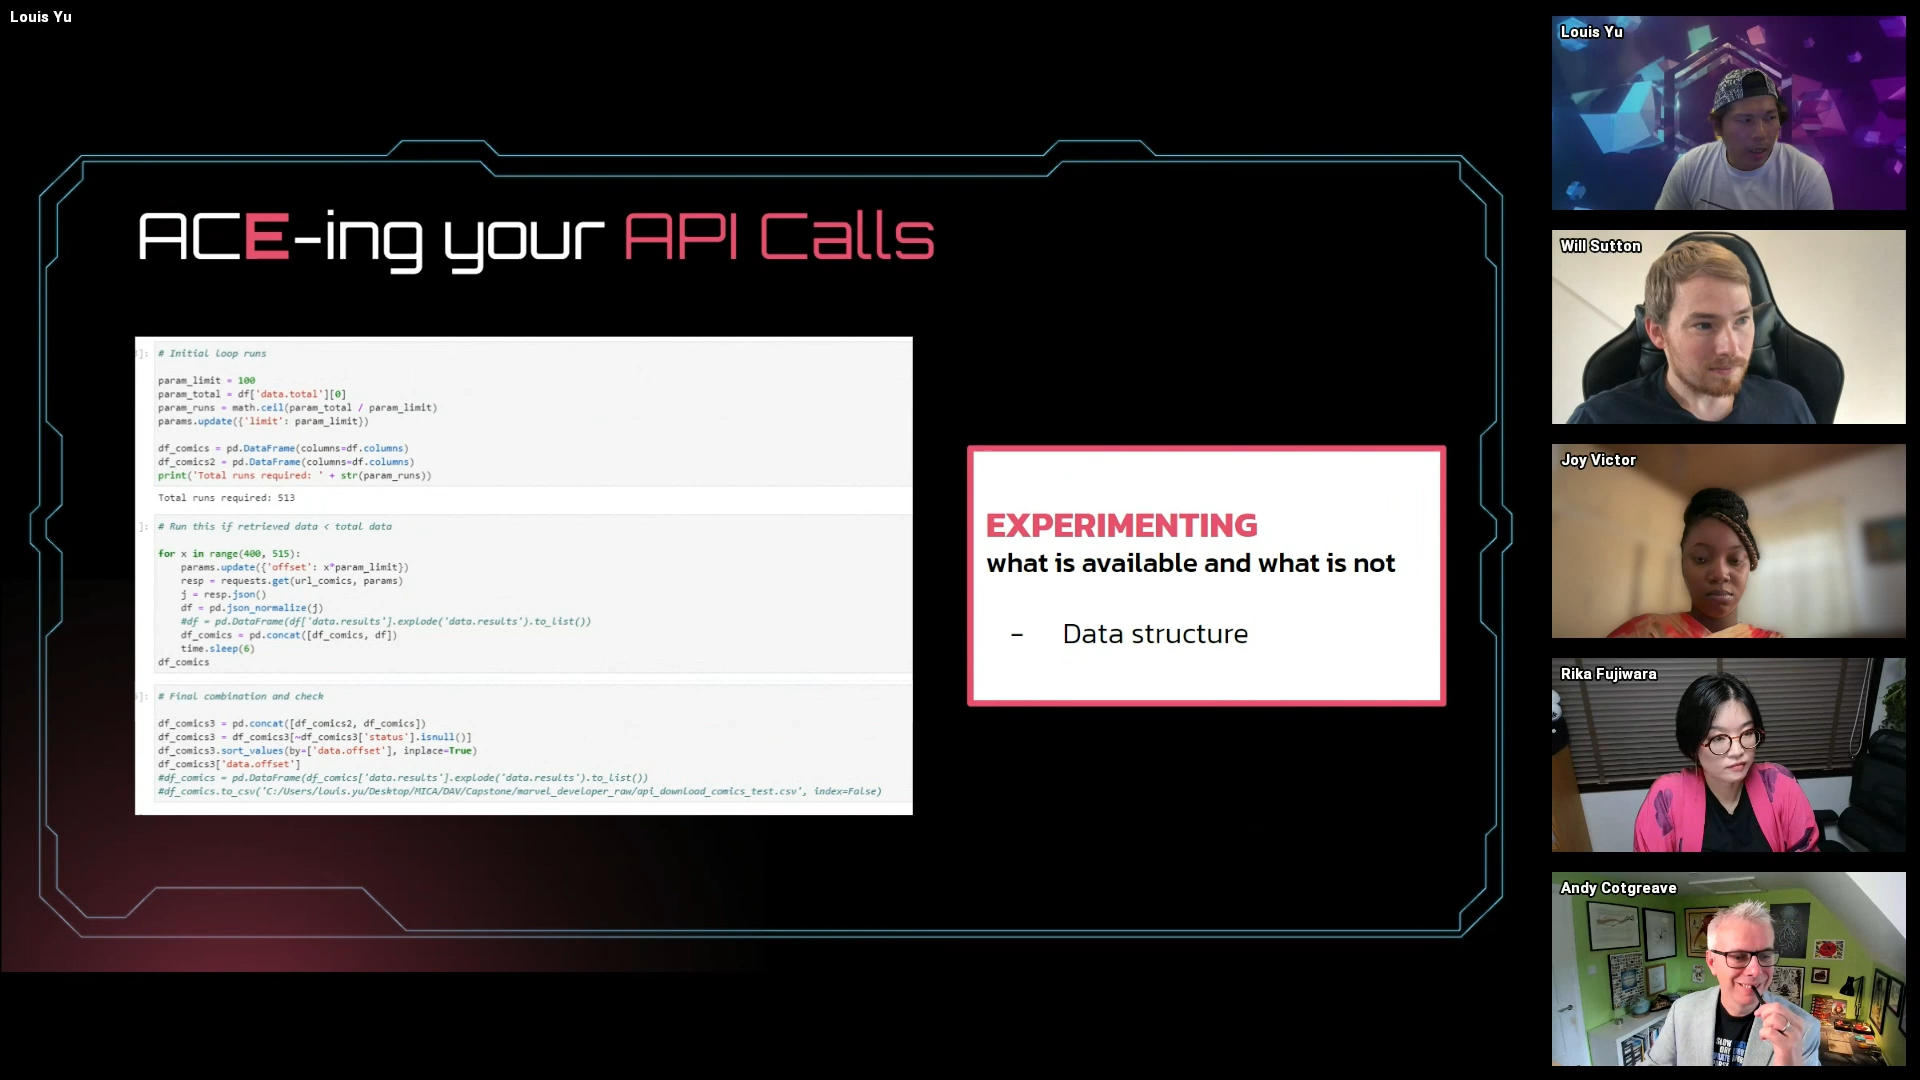 Louis Yu
ACE-ing your API Calls
]: # Initial loop runs
param_limit = 100
param_total = df['data.total'][0]
param_runs = math.ceil(param_total / param_limit)
params.update({'limit': param_limit})
df_comics = pd.DataFrame(columns=df.columns)
df_comics2 = pd.DataFrame(columns=df.columns)
print('Total runs required: ' + str(param_runs))
Total runs required: 513
]: # Run this if retrieved data < total data
for x in range(400, 515):
    params.update({'offset': x*param_limit})
    resp = requests.get(url_comics, params)
    j = resp.json()
    df = pd.json_normalize(j)
    #df = pd.DataFrame(df['data.results'].explode('data.results').to_list())
    df_comics = pd.concat([df_comics, df])
    time.sleep(6)
df_comics
]: # Final combination and check
df_comics3 = pd.concat([df_comics2, df_comics])
df_comics3 = df_comics3[~df_comics3['status'].isnull()]
df_comics3.sort_values(by=['data.offset'], inplace=True)
df_comics3['data.offset']
#df_comics = pd.DataFrame(df_comics['data.results'].explode('data.results').to_list())
#df_comics.to_csv('C:/Users/louis.yu/Desktop/MICA/DAV/Capstone/marvel_developer_raw/api_download_comics_test.csv', index=False)
EXPERIMENTING
what is available and what is not
- Data structure
Louis Yu
Will Sutton
Joy Victor
Rika Fujiwara
Andy Cotgreave